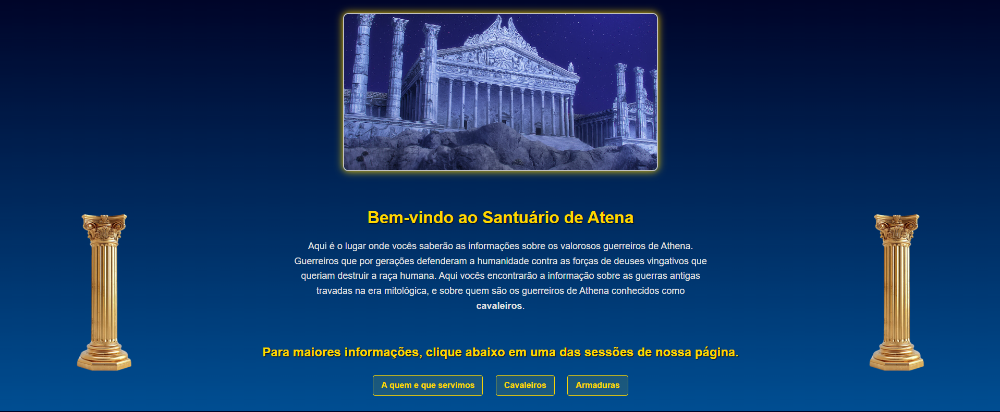 Bem-vindo ao Santuário de Atena
Aqui é o lugar onde vocês saberão as informações sobre os valorosos guerreiros de Athena.
Guerreiros que por gerações defenderam a humanidade contra as forças de deuses vingativos que
queriam destruir a raça humana. Aqui vocês encontrarão a informação sobre as guerras antigas
travadas na era mitológica, e sobre quem são os guerreiros de Athena conhecidos como
cavaleiros.
Para maiores informações, clique abaixo em uma das sessões de nossa página.
A quem e que servimos
Cavaleiros
Armaduras